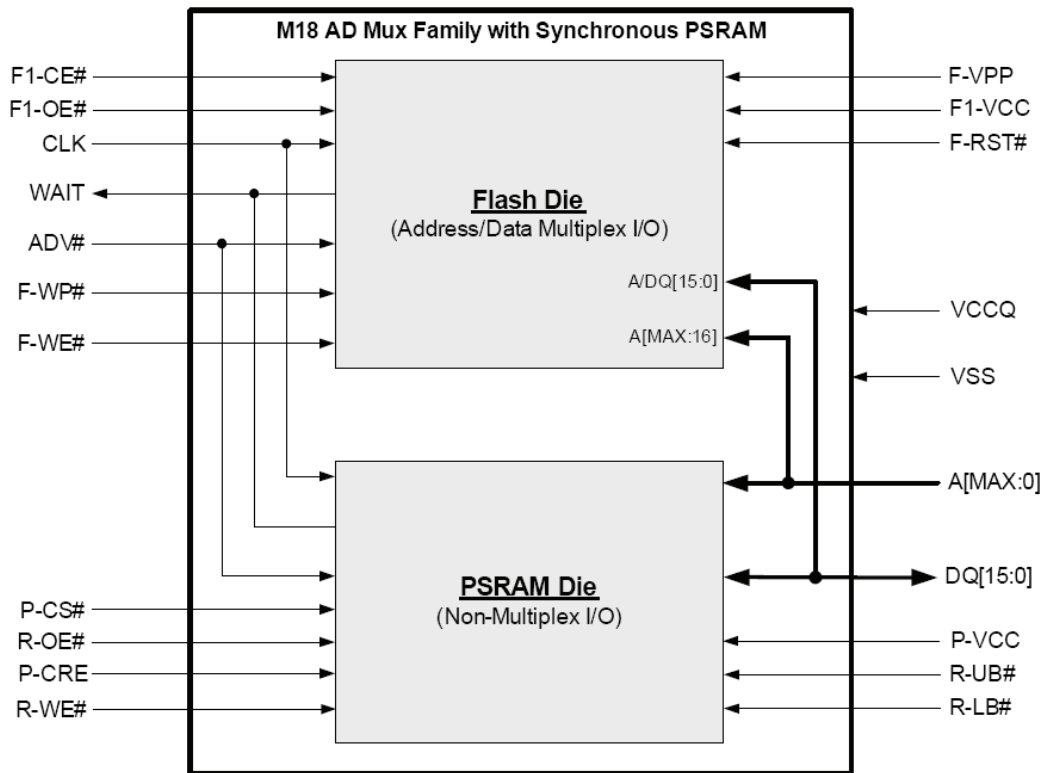 M18 AD Mux Family with Synchronous PSRAM
F1-CE#
F-VPP
F1-OE#
F1-VCC
CLK
F-RST#
WAIT
Flash Die
(Address/Data Multiplex I/O)
ADV#
A/DQ[15:0]
F-WP#
VCCQ
A[MAX:16]
F-WE#
VSS
A[MAX:0]
DQ[15:0]
PSRAM Die
(Non-Multiplex I/O)
P-CS#
R-OE#
P-VCC
P-CRE
R-UB#
R-WE#
R-LB#